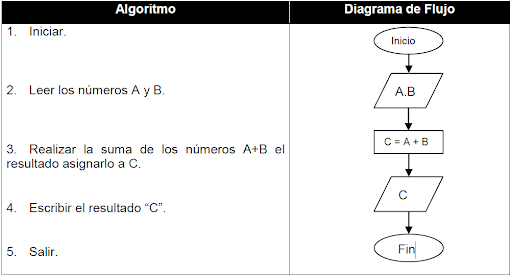 Algoritmo
Diagrama de Flujo
1. Iniciar.
Inicio
2. Leer los números A y B.
A.B
3. Realizar la suma de los números A+B el
resultado asignarlo a C.
C = A + B
4. Escribir el resultado “C”.
C
5. Salir.
Fin